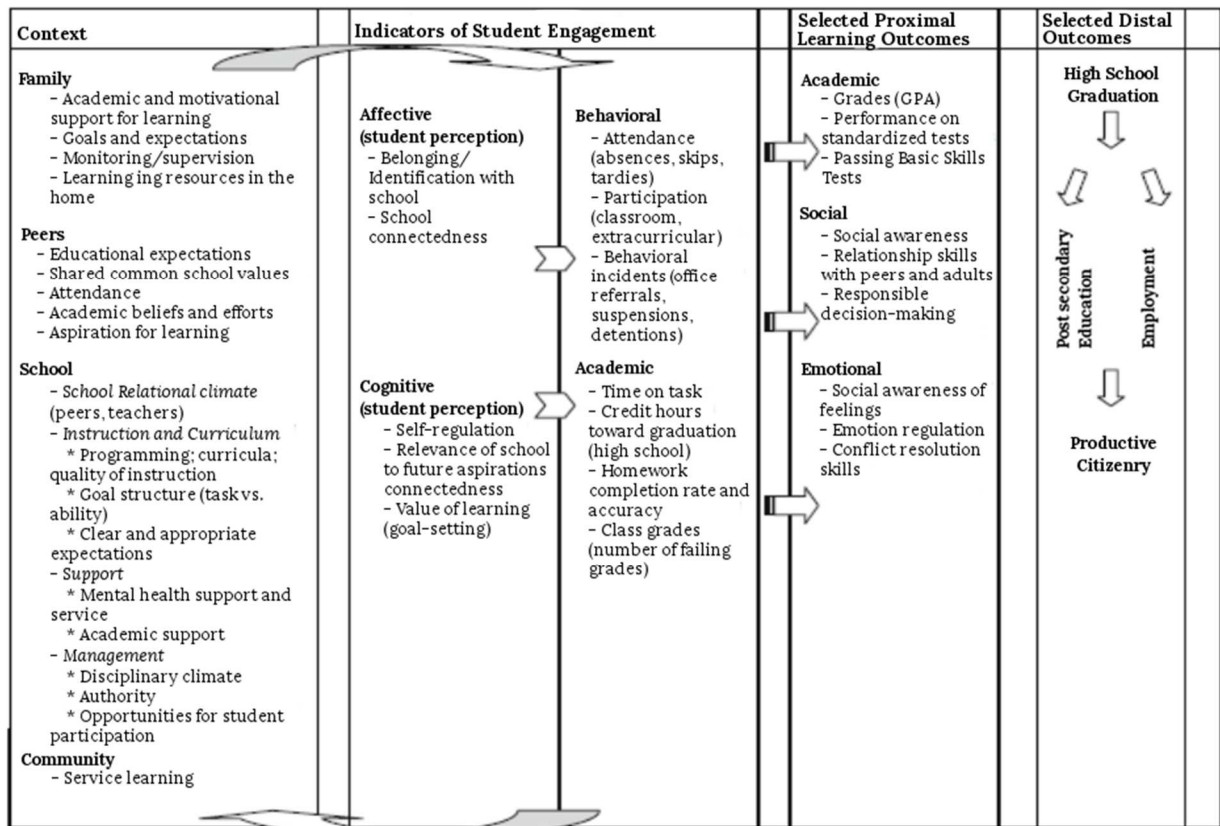 Context
Indicators of Student Engagement
Selected Proximal
Learning Outcomes
Selected Distal
Outcomes
Family
- Academic and motivational
support for learning
- Goals and expectations
- Monitoring/supervision
- Learning ing resources in the
home
Peers
- Educational expectations
- Shared common school values
- Attendance
- Academic beliefs and efforts
- Aspiration for learning
School
- School Relational climate
(peers, teachers)
- Instruction and Curriculum
* Programming; curricula;
quality of instruction
* Goal structure (task vs.
ability)
* Clear and appropriate
expectations
- Support
* Mental health support and
service
* Academic support
- Management
* Disciplinary climate
* Authority
* Opportunities for student
participation
Community
- Service learning
Affective
(student perception)
- Belonging/
Identification with
school
- School
connectedness
Cognitive
(student perception)
- Self-regulation
- Relevance of school
to future aspirations
connectedness
- Value of learning
(goal-setting)
Behavioral
- Attendance
(absences, skips,
tardies)
- Participation
(classroom,
extracurricular)
- Behavioral
incidents (office
referrals,
suspensions,
detentions)
Academic
- Time on task
- Credit hours
toward graduation
(high school)
- Homework
completion rate and
accuracy
- Class grades
(number of failing
grades)
Academic
- Grades (GPA)
- Performance on
standardized tests
- Passing Basic Skills
Tests
Social
- Social awareness
- Relationship skills
with peers and adults
- Responsible
decision-making
Emotional
- Social awareness of
feelings
- Emotion regulation
- Conflict resolution
skills
High School
Graduation
Post secondary
Education
Employment
Productive
Citizenry